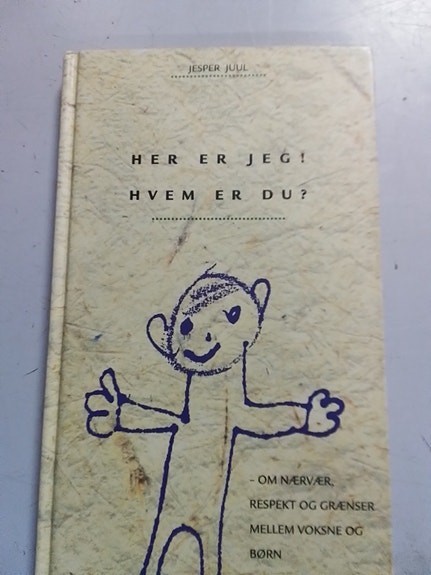 JESPER JUUL
HER ER JEG!
HVEM ER DU?
- OM NÆRVÆR,
RESPEKT OG GRÆNSER
MELLEM VOKSNE OG
BØRN